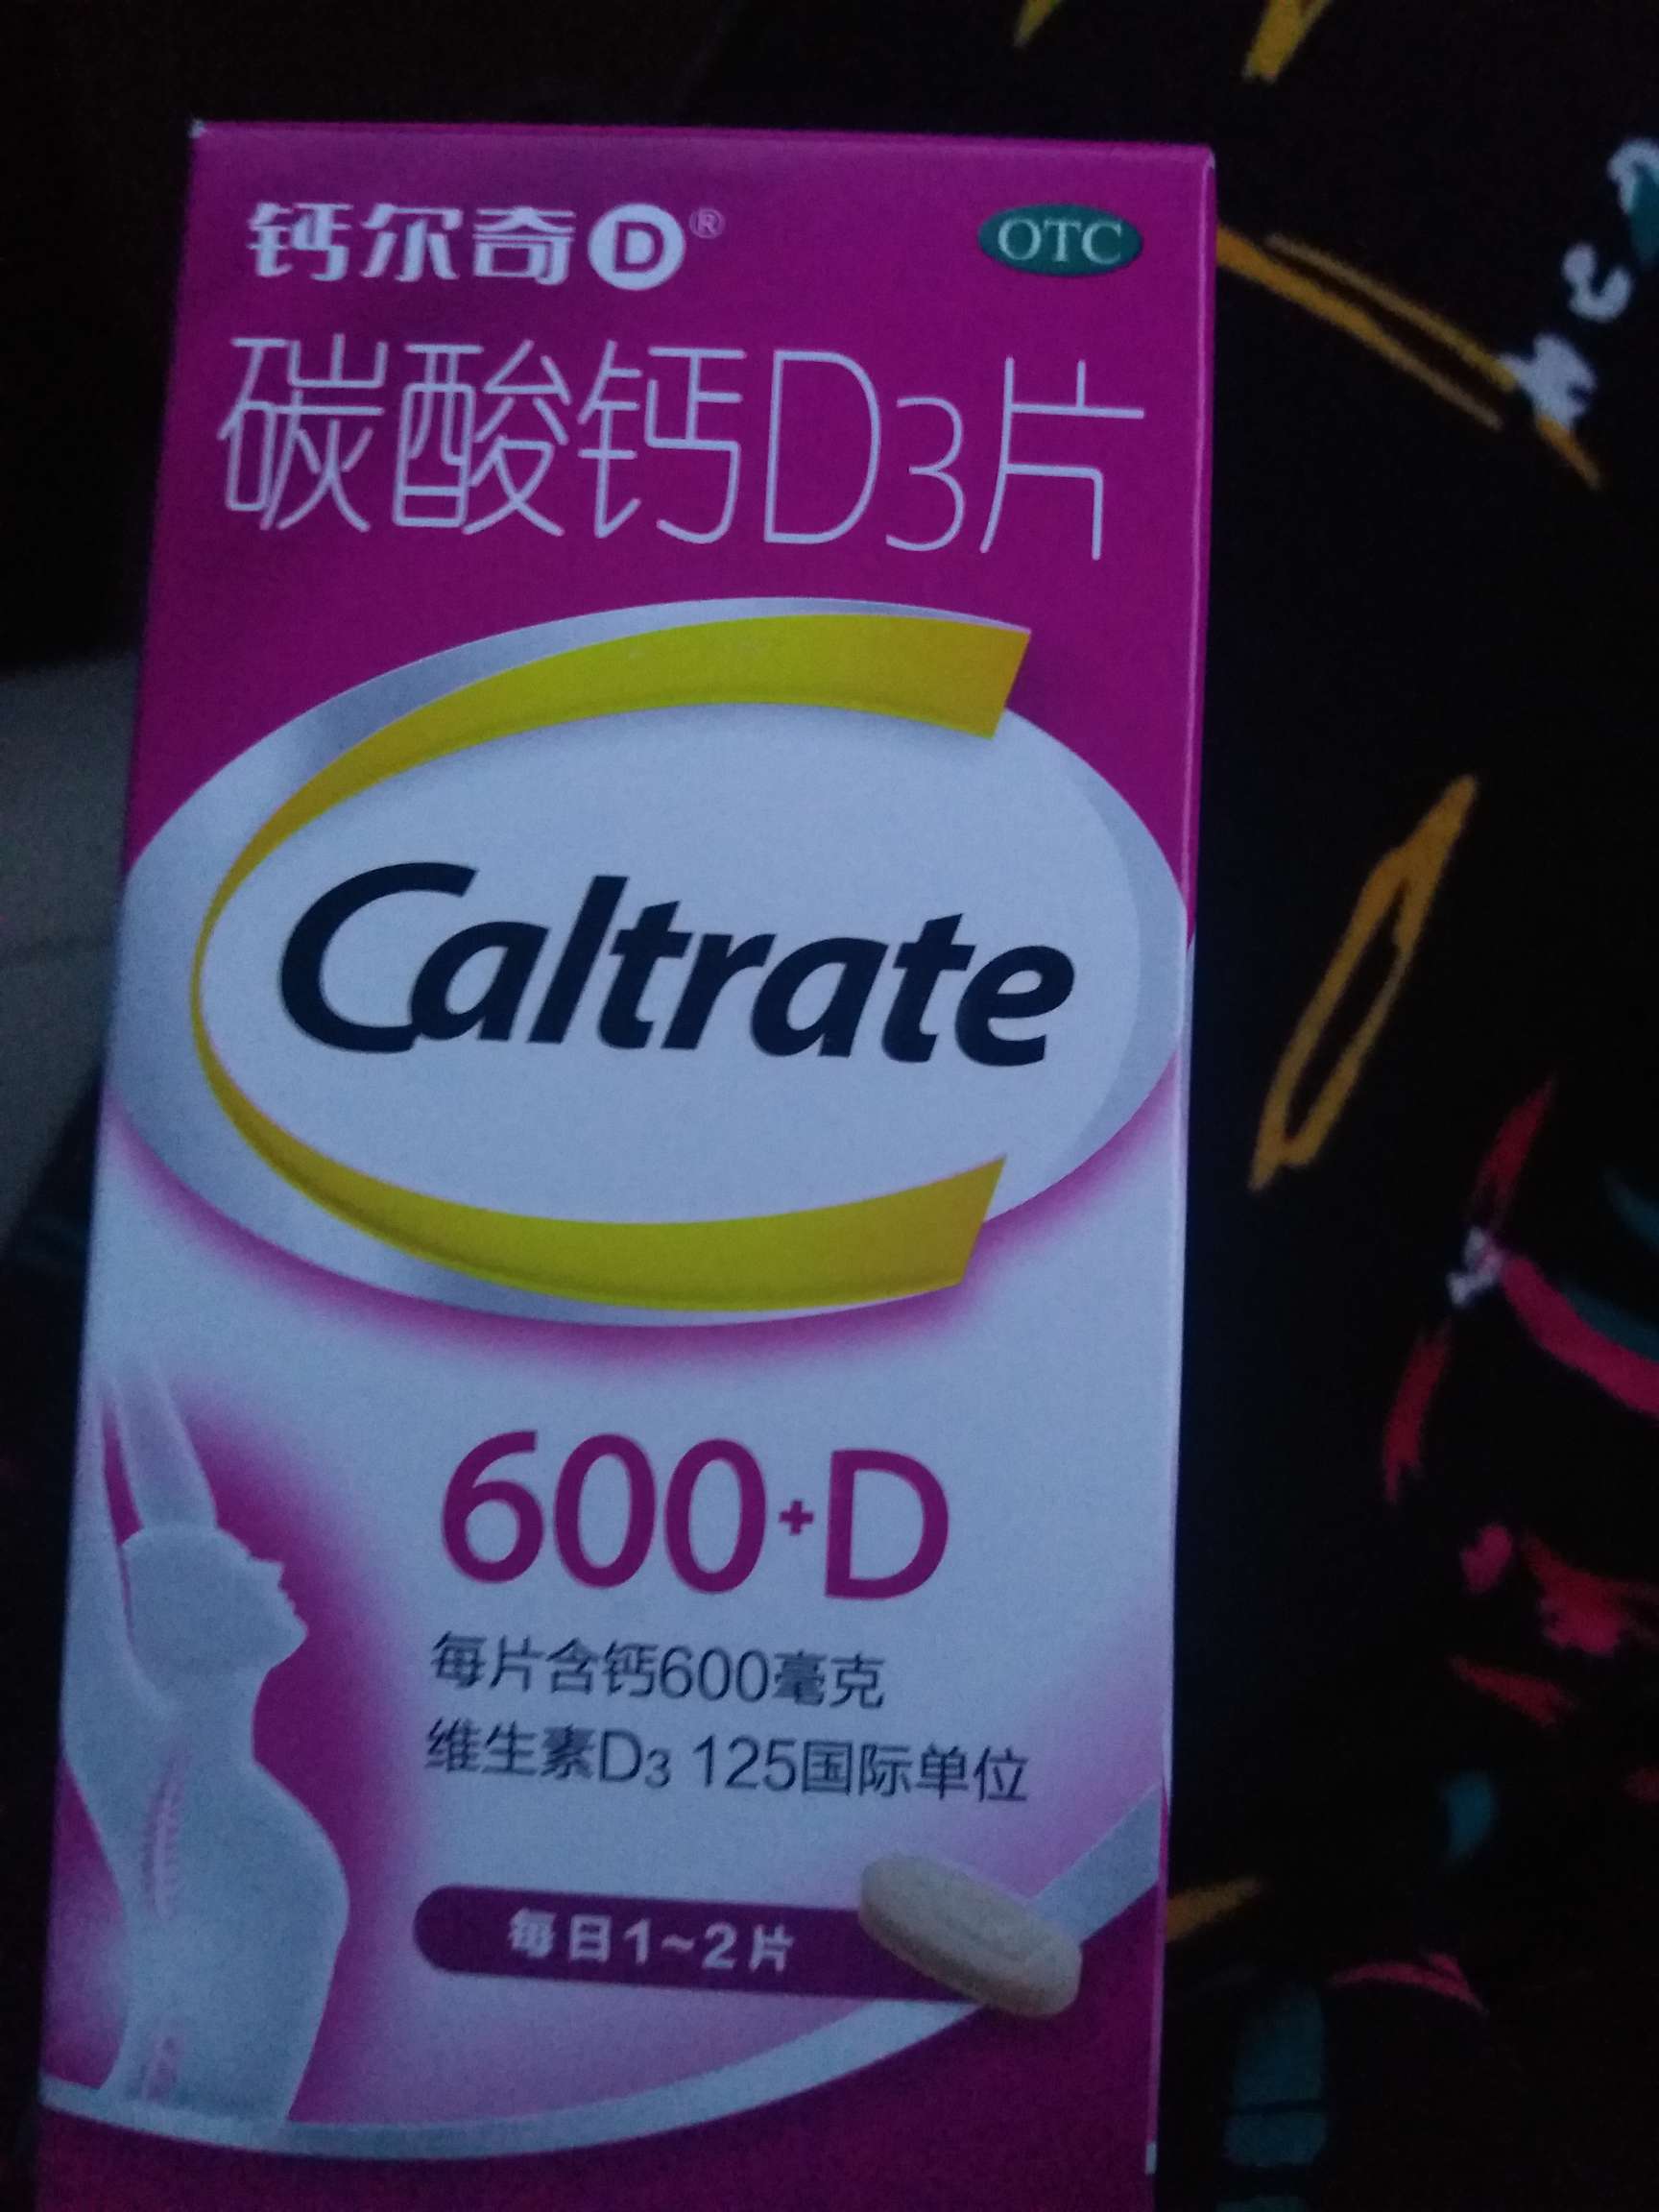 钙尔奇D®
OTC
碳酸钙D3片
Caltrate
600+D
每片含钙600毫克
维生素D3 125国际单位
每日1~2片